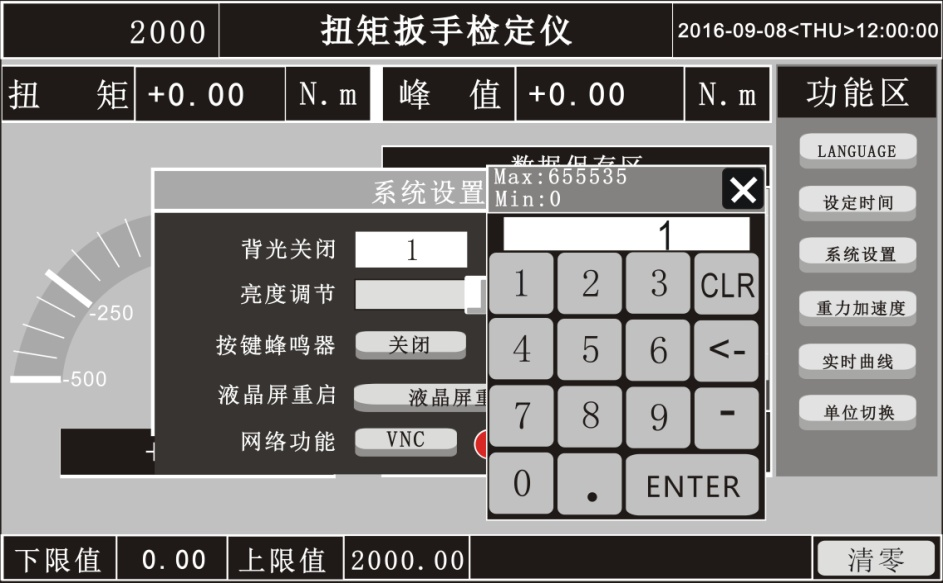 2000 扭矩扳手检定仪 2016-09-08<THU>12:00:00
扭 矩 +0.00 N.m 峰 值 +0.00 N.m 功能区
LANGUAGE
设定时间
系统设置
重力加速度
实时曲线
单位切换
数据保存区
-250
-500
系统设置
背光关闭 1
亮度调节
按键蜂鸣器 关闭
液晶屏重启 液晶屏重
网络功能 VNC
Max:655535
Min:0
1
1 2 3 CLR
4 5 6 <-
7 8 9 -
0 . ENTER
下限值 0.00 上限值 2000.00 清零